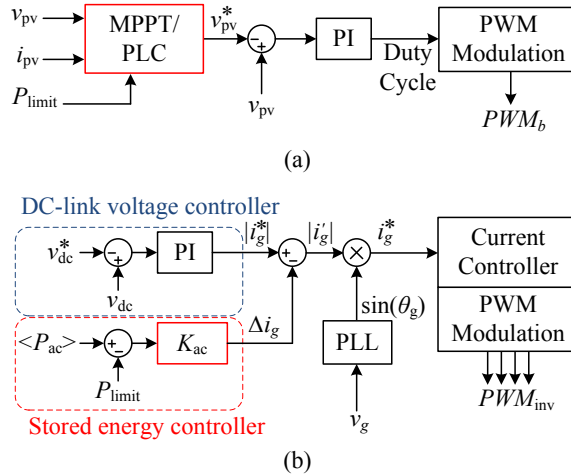 v_pv
i_pv
P_limit
MPPT/
PLC
v*_pv
−
+
v_pv
PI
Duty
Cycle
PWM
Modulation
PWM_b
(a)
DC-link voltage controller
v*_dc
−
+
v_dc
PI
|i*_g|
+
−
|i'_g|
×
i*_g
Current
Controller
PWM
Modulation
PWM_inv
<P_ac>
+
−
P_limit
K_ac
Δi_g
sin(θ_g)
PLL
v_g
Stored energy controller
(b)